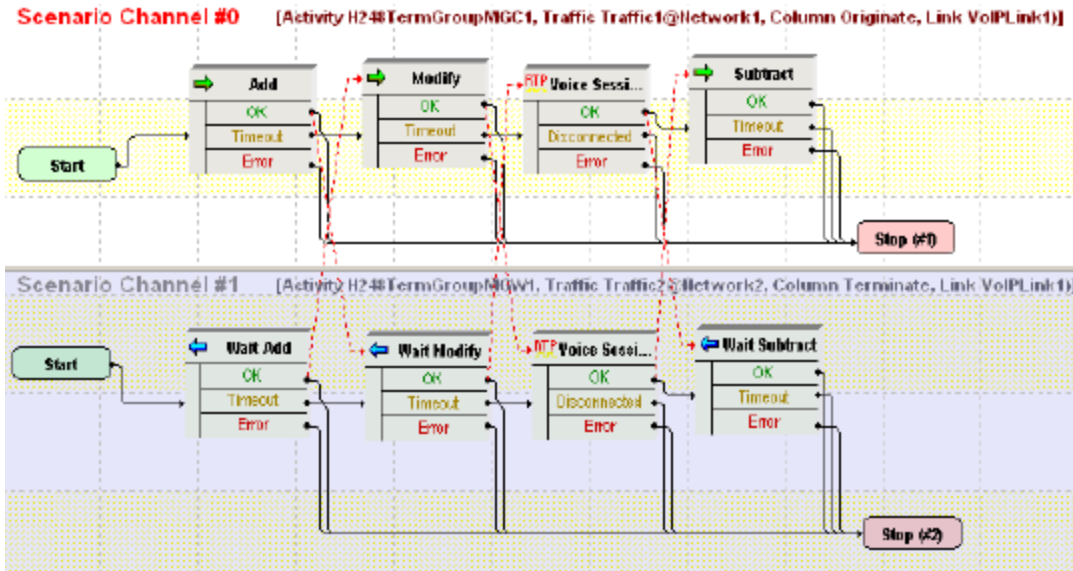 Scenario Channel #0 [Activity H248TermGroupMGC1, Traffic Traffic1@Network1, Column Originate, Link VoIPLink1)]
Add
OK
Timeout
Error
Modify
OK
Timeout
Error
RTP Voice Sessi...
OK
Disconnected
Error
Subtract
OK
Timeout
Error
Start
Stop (#1)
Scenario Channel #1 [Activity H248TermGroupMGW1, Traffic Traffic2@Network2, Column Terminate, Link VoIPLink1)]
Wait Add
OK
Timeout
Error
Wait Modify
OK
Timeout
Error
RTP Voice Sessi...
OK
Disconnected
Error
Wait Subtract
OK
Timeout
Error
Start
Stop (#2)